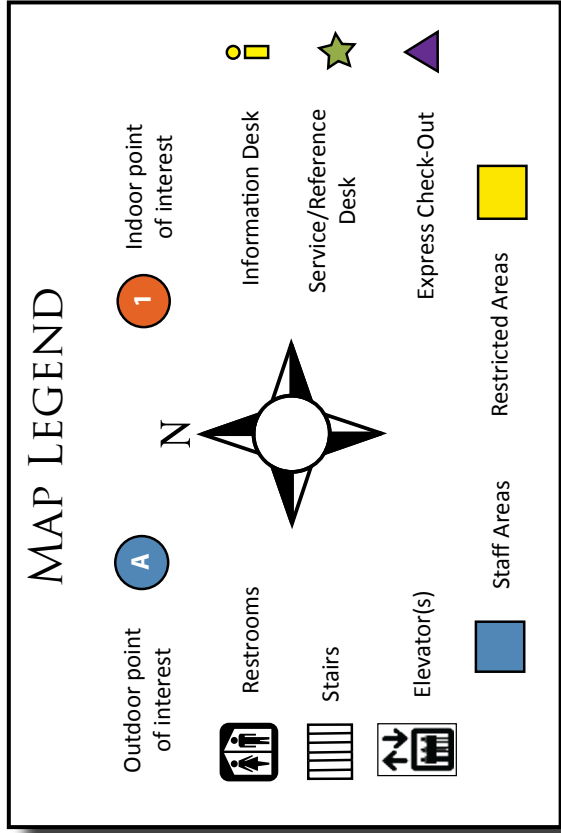 MAP LEGEND
Outdoor point
of interest
A
1
Indoor point
of interest
N
Restrooms
Information Desk
Stairs
Service/Reference
Desk
Elevator(s)
Express Check-Out
Staff Areas
Restricted Areas